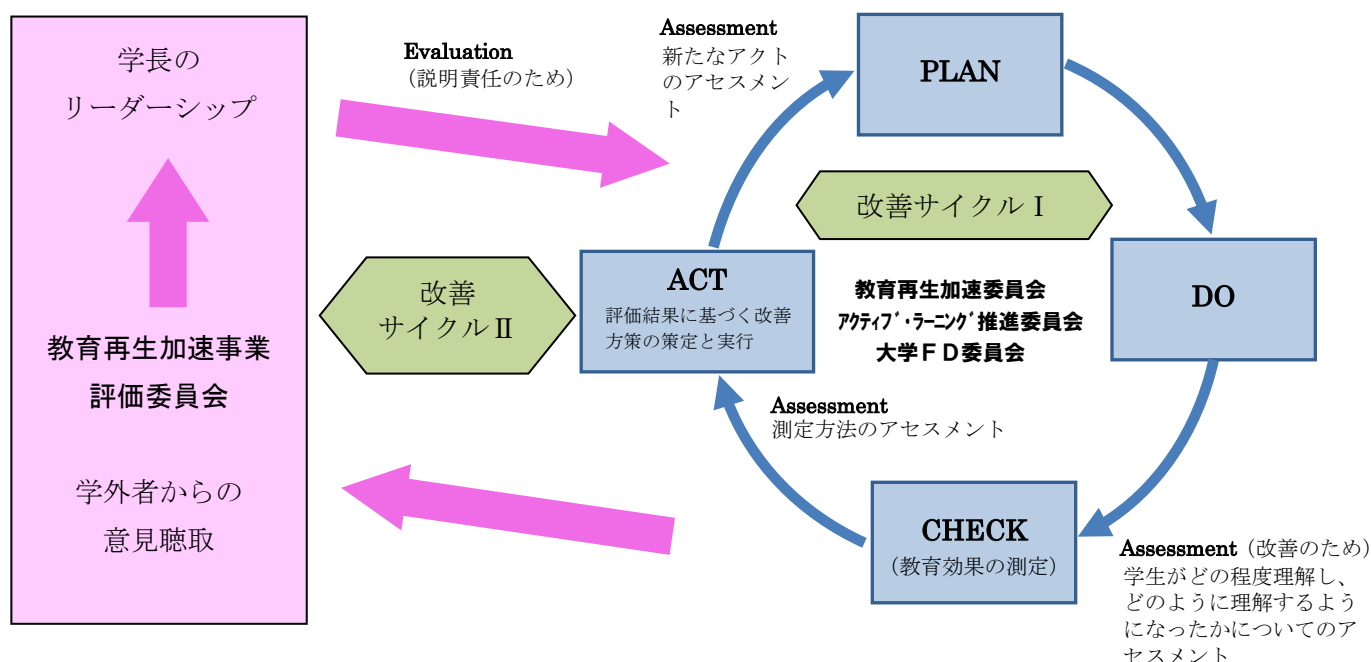 学長の
リーダーシップ
教育再生加速事業
評価委員会
学外者からの
意見聴取
Evaluation
（説明責任のため）
Assessment
新たなアクト
のアセスメン
ト
PLAN
改善サイクルⅠ
改善
サイクルⅡ
ACT
評価結果に基づく改善
方策の策定と実行
教育再生加速委員会
ｱｸﾃｨﾌﾞ･ﾗｰﾆﾝｸﾞ推進委員会
大学ＦＤ委員会
DO
Assessment
測定方法のアセスメント
CHECK
（教育効果の測定）
Assessment（改善のため）
学生がどの程度理解し、
どのように理解するよう
になったかについてのア
セスメント